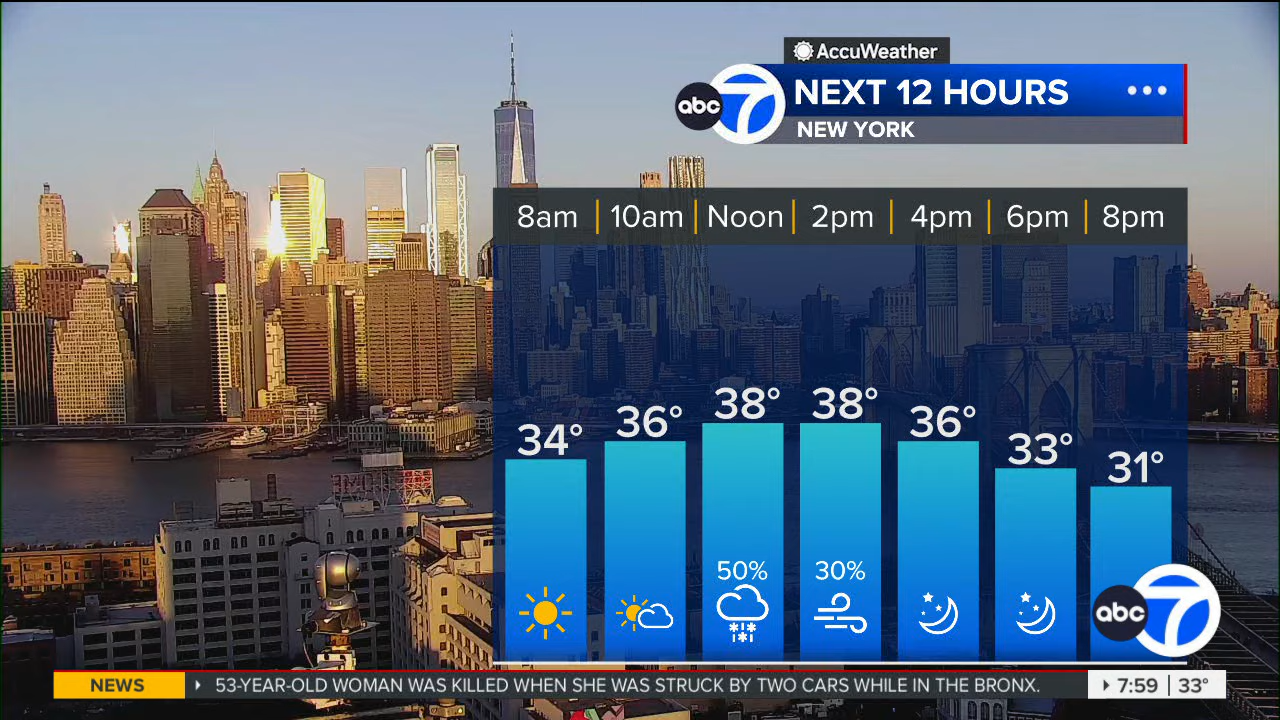 AccuWeather
abc 7
NEXT 12 HOURS
NEW YORK
8am 10am Noon 2pm 4pm 6pm 8pm
34° 36° 38° 38° 36° 33° 31°
50% 30%
abc 7
NEWS 53-YEAR-OLD WOMAN WAS KILLED WHEN SHE WAS STRUCK BY TWO CARS WHILE IN THE BRONX. 7:59 33°